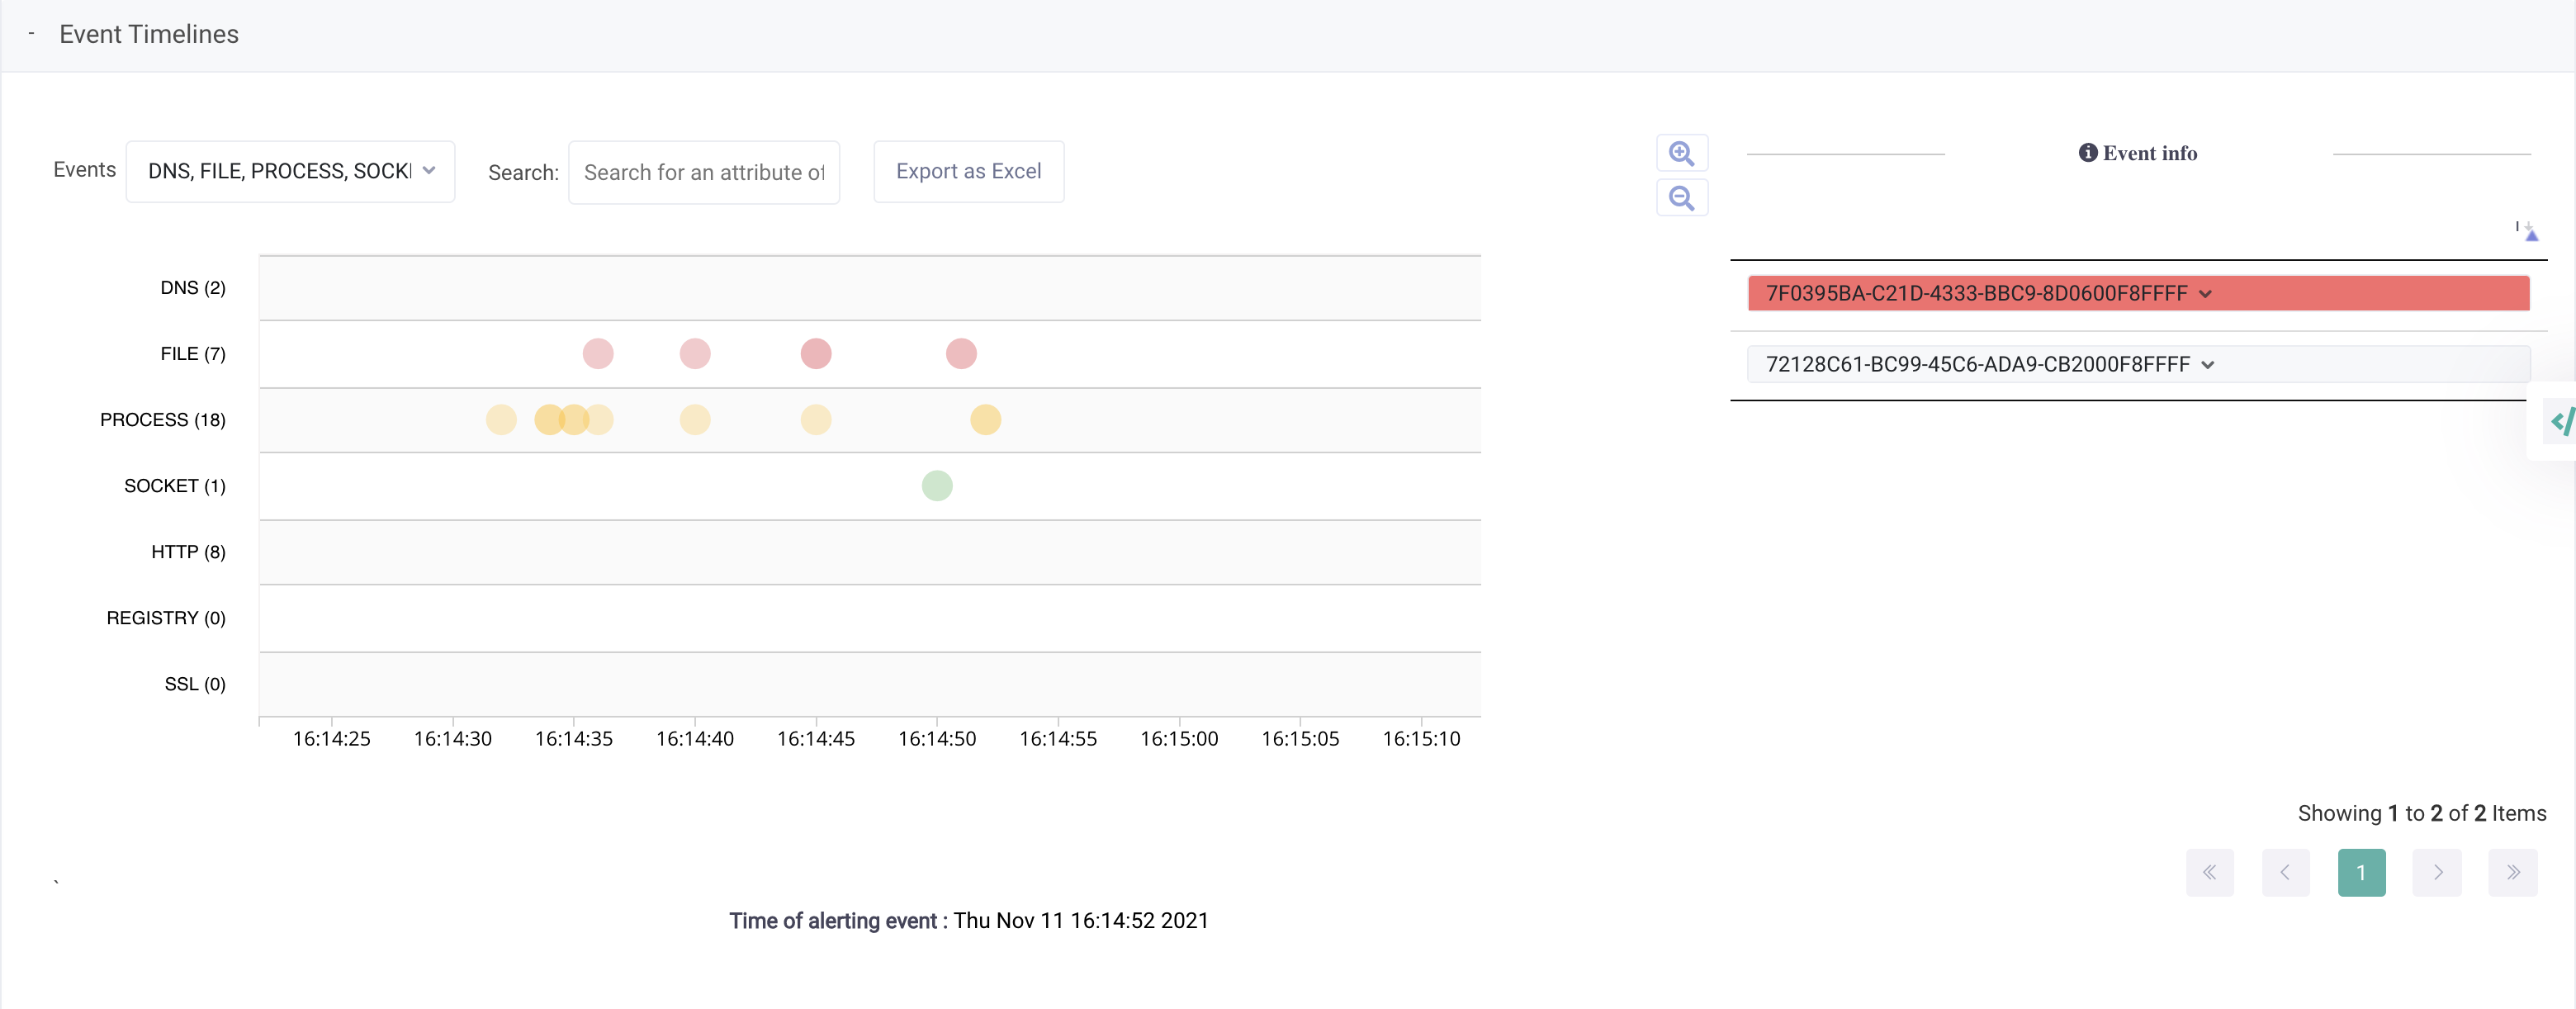 - Event Timelines
Events DNS, FILE, PROCESS, SOCK
Search: Search for an attribute of
Export as Excel
Event info
DNS (2)
FILE (7)
PROCESS (18)
SOCKET (1)
HTTP (8)
REGISTRY (0)
SSL (0)
16:14:25 16:14:30 16:14:35 16:14:40 16:14:45 16:14:50 16:14:55 16:15:00 16:15:05 16:15:10
7F0395BA-C21D-4333-BBC9-8D0600F8FFFF
72128C61-BC99-45C6-ADA9-CB2000F8FFFF
Showing 1 to 2 of 2 Items
« < 1 > »
`
Time of alerting event : Thu Nov 11 16:14:52 2021